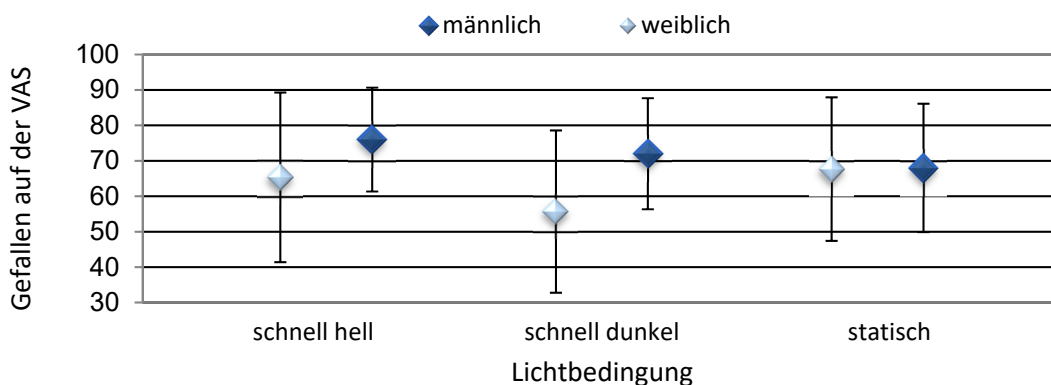 männlich weiblich
Gefallen auf der VAS
100
90
80
70
60
50
40
30
schnell hell schnell dunkel statisch
Lichtbedingung